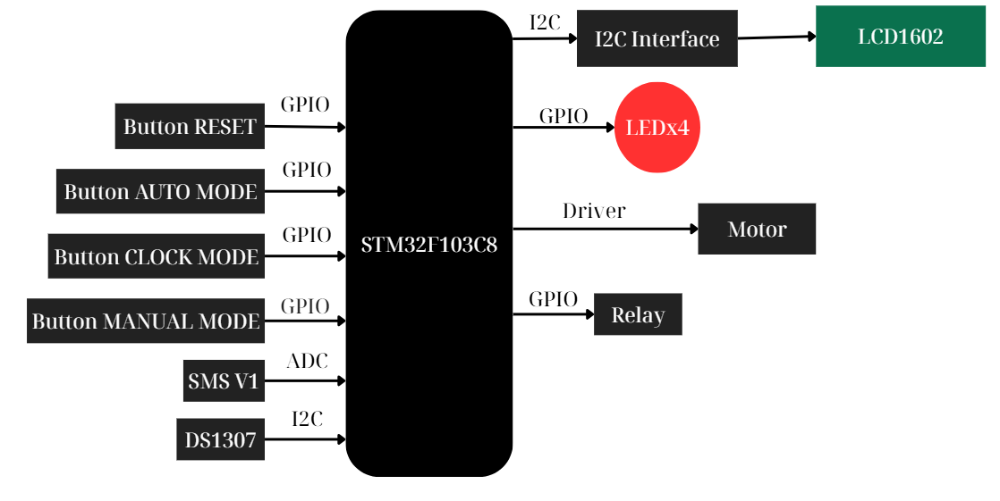 I2C
I2C Interface
LCD1602
GPIO
Button RESET
GPIO
LEDx4
GPIO
Button AUTO MODE
Driver
Motor
GPIO
Button CLOCK MODE
STM32F103C8
GPIO
Button MANUAL MODE
GPIO
Relay
ADC
SMS V1
I2C
DS1307